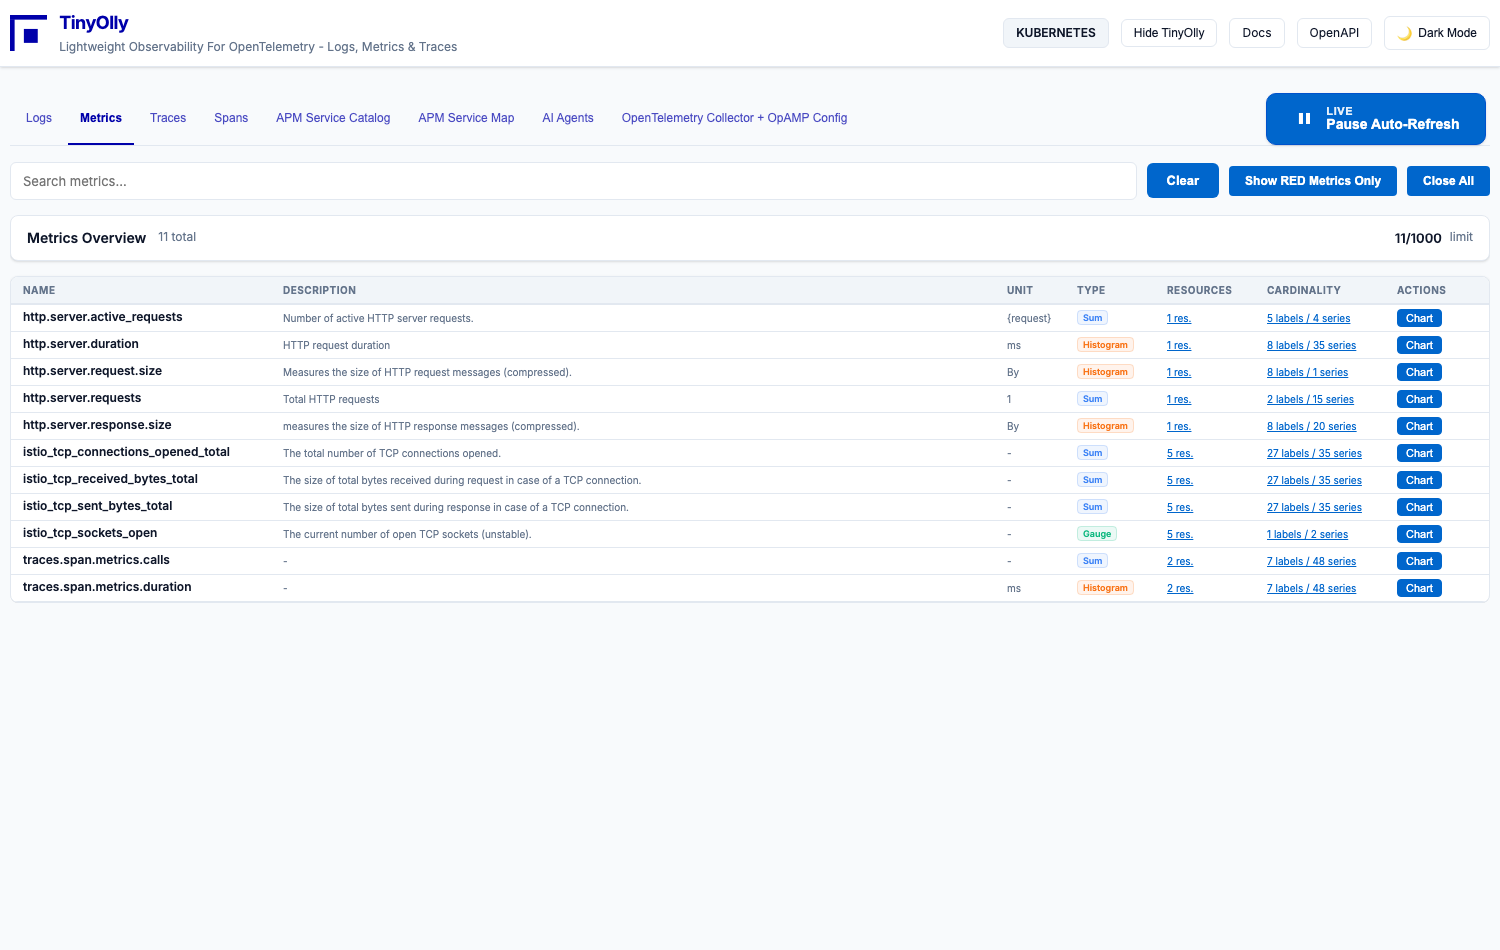 TinyOlly
Lightweight Observability For OpenTelemetry - Logs, Metrics & Traces
KUBERNETES
Hide TinyOlly
Docs
OpenAPI
Dark Mode
Logs Metrics Traces Spans APM Service Catalog APM Service Map AI Agents OpenTelemetry Collector + OpAMP Config
LIVE
Pause Auto-Refresh
Search metrics...
Clear
Show RED Metrics Only
Close All
Metrics Overview 11 total 11/1000 limit
NAME DESCRIPTION UNIT TYPE RESOURCES CARDINALITY ACTIONS
http.server.active_requests Number of active HTTP server requests. {request} Sum 1 res. 5 labels / 4 series Chart
http.server.duration HTTP request duration ms Histogram 1 res. 8 labels / 35 series Chart
http.server.request.size Measures the size of HTTP request messages (compressed). By Histogram 1 res. 8 labels / 1 series Chart
http.server.requests Total HTTP requests 1 Sum 1 res. 2 labels / 15 series Chart
http.server.response.size measures the size of HTTP response messages (compressed). By Histogram 1 res. 8 labels / 20 series Chart
istio_tcp_connections_opened_total The total number of TCP connections opened. - Sum 5 res. 27 labels / 35 series Chart
istio_tcp_received_bytes_total The size of total bytes received during request in case of a TCP connection. - Sum 5 res. 27 labels / 35 series Chart
istio_tcp_sent_bytes_total The size of total bytes sent during response in case of a TCP connection. - Sum 5 res. 27 labels / 35 series Chart
istio_tcp_sockets_open The current number of open TCP sockets (unstable). - Gauge 5 res. 1 labels / 2 series Chart
traces.span.metrics.calls - - Sum 2 res. 7 labels / 48 series Chart
traces.span.metrics.duration - ms Histogram 2 res. 7 labels / 48 series Chart